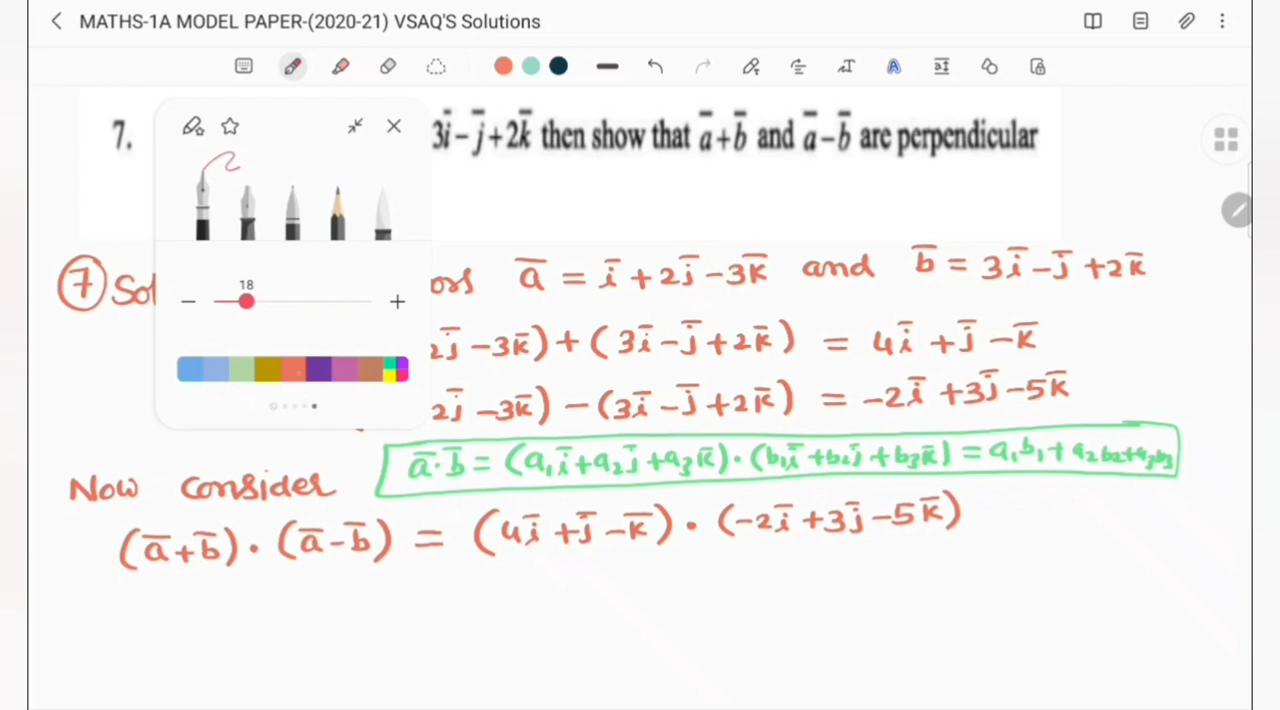 MATHS-1A MODEL PAPER-(2020-21) VSAQ'S Solutions
7. 3i̅ - j̅ + 2k̅ then show that a̅ + b̅ and a̅ - b̅ are perpendicular
18
7 Sol ors a̅ = i̅ + 2j̅ - 3k̅ and b̅ = 3i̅ - j̅ + 2k̅
2j̅ - 3k̅) + (3i̅ - j̅ + 2k̅) = 4i̅ + j̅ - k̅
2j̅ - 3k̅) - (3i̅ - j̅ + 2k̅) = -2i̅ + 3j̅ - 5k̅
a̅·b̅ = (a₁i̅ + a₂j̅ + a₃k̅)·(b₁i̅ + b₂j̅ + b₃k̅) = a₁b₁ + a₂b₂ + a₃b₃
Now consider
(a̅ + b̅)·(a̅ - b̅) = (4i̅ + j̅ - k̅)·(-2i̅ + 3j̅ - 5k̅)